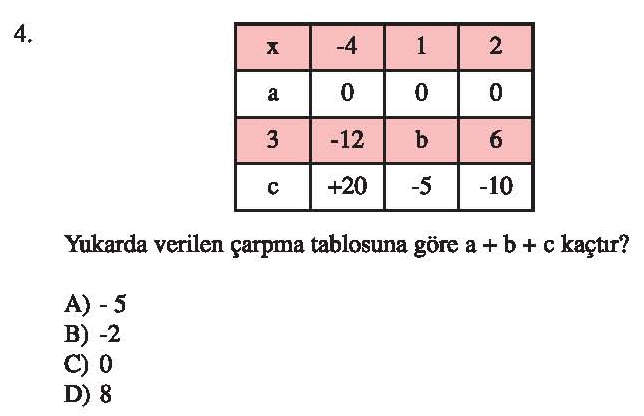 4.
x -4 1 2
a 0 0 0
3 -12 b 6
c +20 -5 -10
Yukarda verilen çarpma tablosuna göre a + b + c kaçtır?
A) - 5
B) -2
C) 0
D) 8